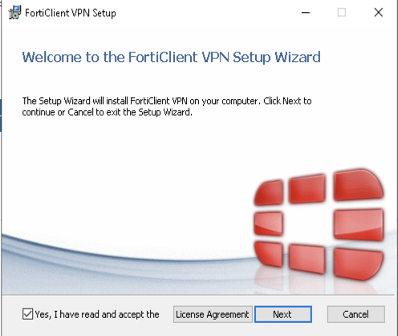 FortiClient VPN Setup
Welcome to the FortiClient VPN Setup Wizard
The Setup Wizard will install FortiClient VPN on your computer. Click Next to
continue or Cancel to exit the Setup Wizard.
Yes, I have read and accept the License Agreement Next Cancel